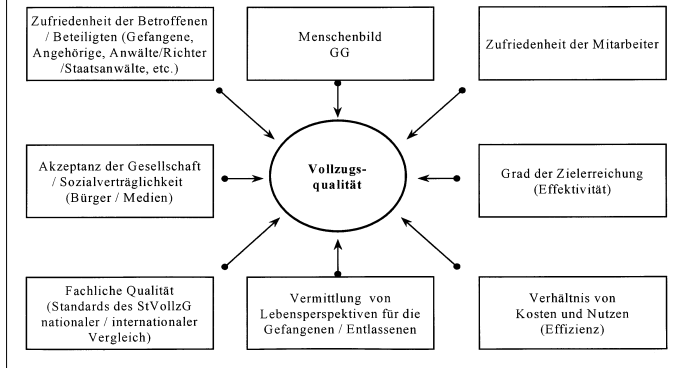 Zufriedenheit der Betroffenen /
Beteiligten (Gefangene,
Angehörige, Anwälte/Richter
/Staatsanwälte, etc.)
Menschenbild
GG
Zufriedenheit der Mitarbeiter
Akzeptanz der Gesellschaft
/ Sozialverträglichkeit
(Bürger / Medien)
Vollzugs-
qualität
Grad der Zielerreichung
(Effektivität)
Fachliche Qualität
(Standards des StVollzG
nationaler / internationaler
Vergleich)
Vermittlung von
Lebensperspektiven für die
Gefangenen / Entlassenen
Verhältnis von
Kosten und Nutzen
(Effizienz)